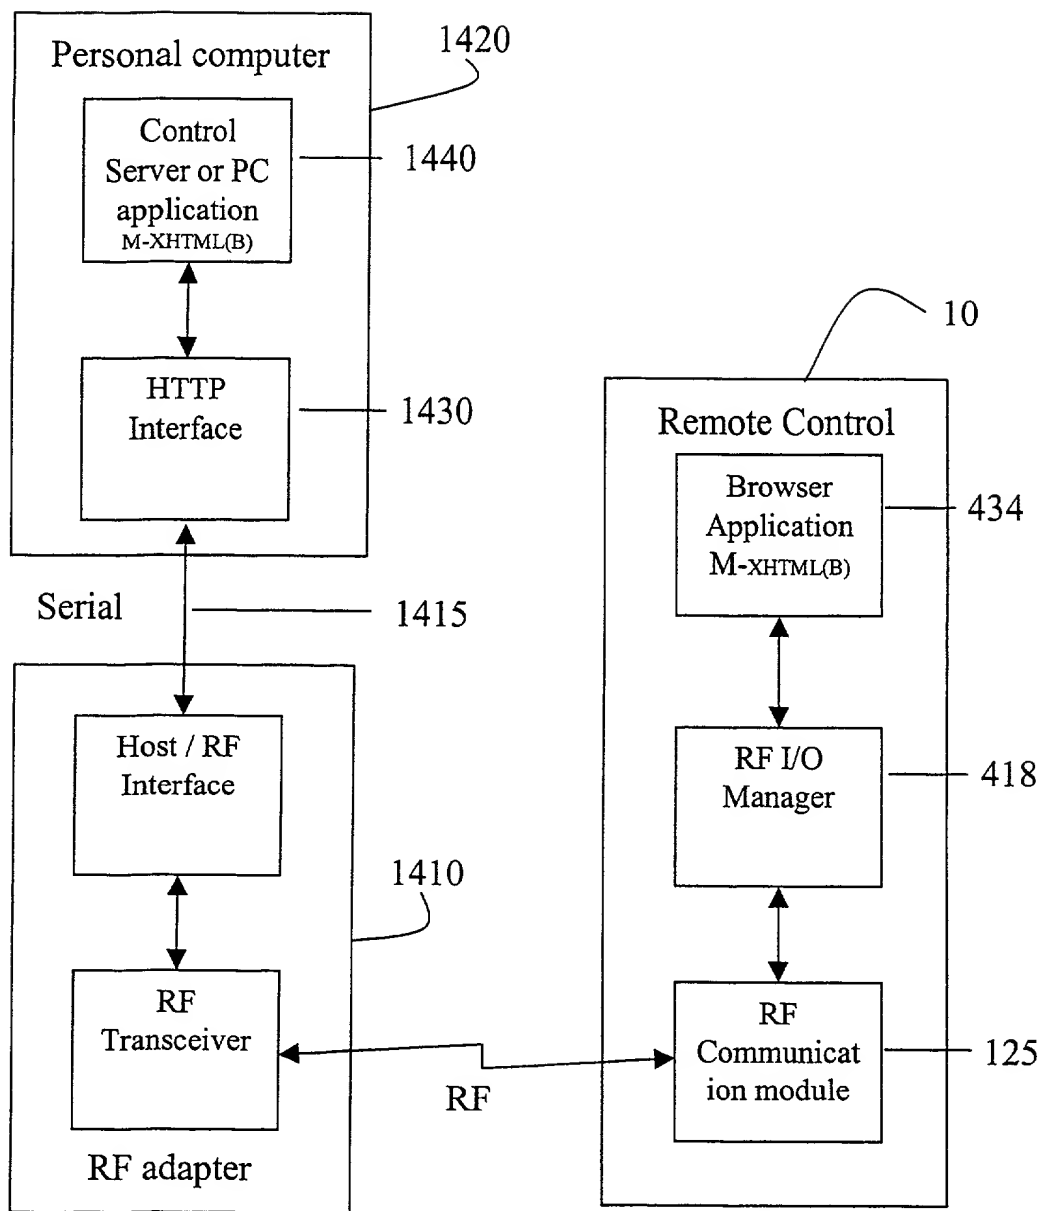 Personal computer
1420
Control
Server or PC
application
M-XHTML(B)
1440
HTTP
Interface
1430
Serial
1415
Host / RF
Interface
1410
RF
Transceiver
RF adapter
RF
10
Remote Control
Browser
Application
M-XHTML(B)
434
RF I/O
Manager
418
RF
Communicat
ion module
125